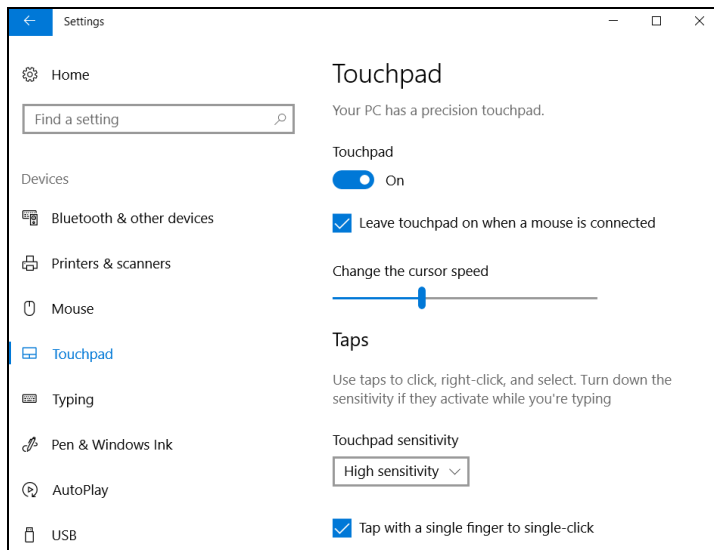 Settings
Home
Find a setting
Devices
Bluetooth & other devices
Printers & scanners
Mouse
Touchpad
Typing
Pen & Windows Ink
AutoPlay
USB
Touchpad
Your PC has a precision touchpad.
Touchpad
On
Leave touchpad on when a mouse is connected
Change the cursor speed
Taps
Use taps to click, right-click, and select. Turn down the
sensitivity if they activate while you're typing
Touchpad sensitivity
High sensitivity
Tap with a single finger to single-click